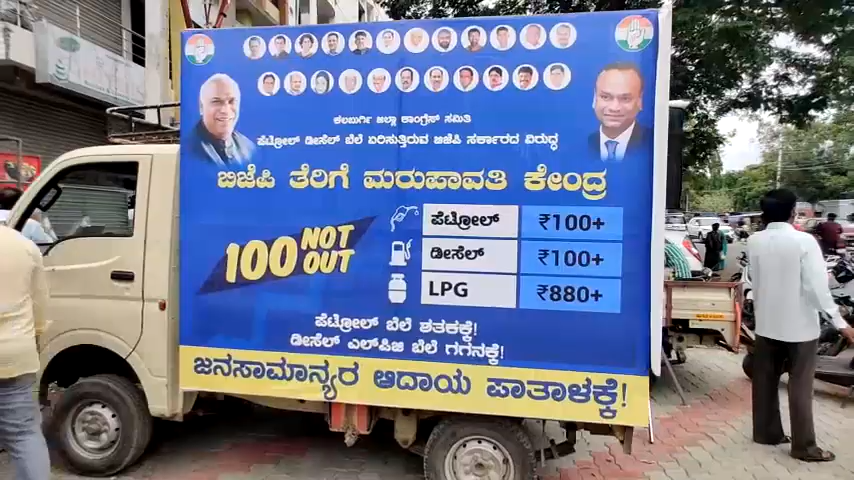 ಕಲಬುರ್ಗಿ ಜಿಲ್ಲಾ ಕಾಂಗ್ರೆಸ್ ಸಮಿತಿ
ಪೆಟ್ರೋಲ್ ಡೀಸೆಲ್ ಬೆಲೆ ಏರಿಸುತ್ತಿರುವ ಬಿಜೆಪಿ ಸರ್ಕಾರದ ವಿರುದ್ಧ
ಬಿಜೆಪಿ ತೆರಿಗೆ ಮರುಪಾವತಿ ಕೇಂದ್ರ
100 NOT OUT
ಪೆಟ್ರೋಲ್ ₹100+
ಡೀಸೆಲ್ ₹100+
LPG ₹880+
ಪೆಟ್ರೋಲ್ ಬೆಲೆ ಶತಕಕ್ಕೆ!
ಡೀಸೆಲ್ ಎಲ್‌ಪಿಜಿ ಬೆಲೆ ಗಗನಕ್ಕೆ!
ಜನಸಾಮಾನ್ಯರ ಆದಾಯ ಪಾತಾಳಕ್ಕೆ!